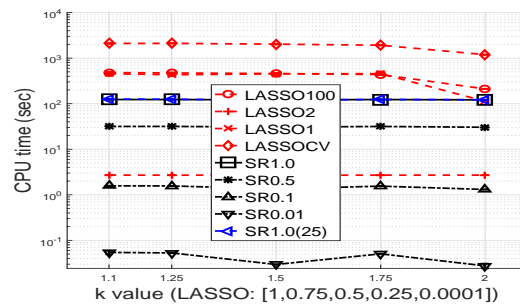 10^4
10^3
10^2
10^1
10^0
10^-1
CPU time (sec)
LASSO100
LASSO2
LASSO1
LASSOCV
SR1.0
SR0.5
SR0.1
SR0.01
SR1.0(25)
1.1 1.25 1.5 1.75 2
k value (LASSO: [1,0.75,0.5,0.25,0.0001])